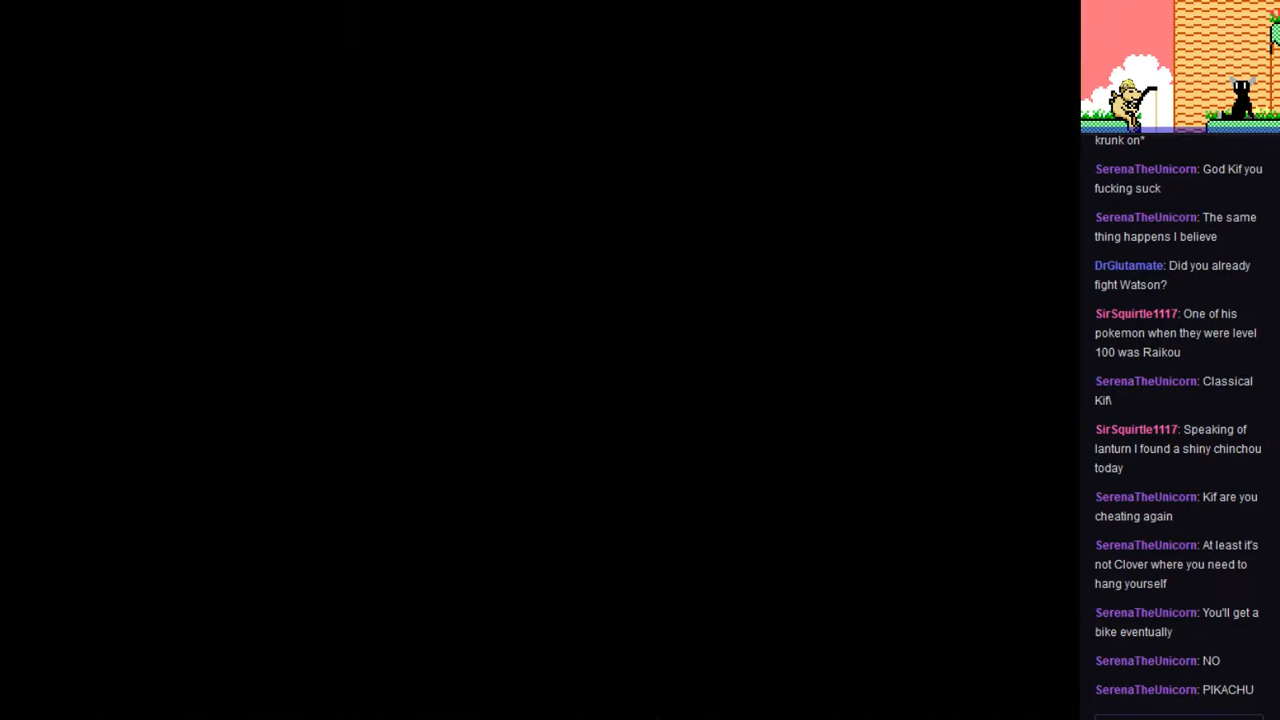 krunk on*
SerenaTheUnicorn: God Kif you
fucking suck
SerenaTheUnicorn: The same
thing happens I believe
DrGlutamate: Did you already
fight Watson?
SirSquirtle1117: One of his
pokemon when they were level
100 was Raikou
SerenaTheUnicorn: Classical
Kif\
SirSquirtle1117: Speaking of
lanturn I found a shiny chinchou
today
SerenaTheUnicorn: Kif are you
cheating again
SerenaTheUnicorn: At least it's
not Clover where you need to
hang yourself
SerenaTheUnicorn: You'll get a
bike eventually
SerenaTheUnicorn: NO
SerenaTheUnicorn: PIKACHU